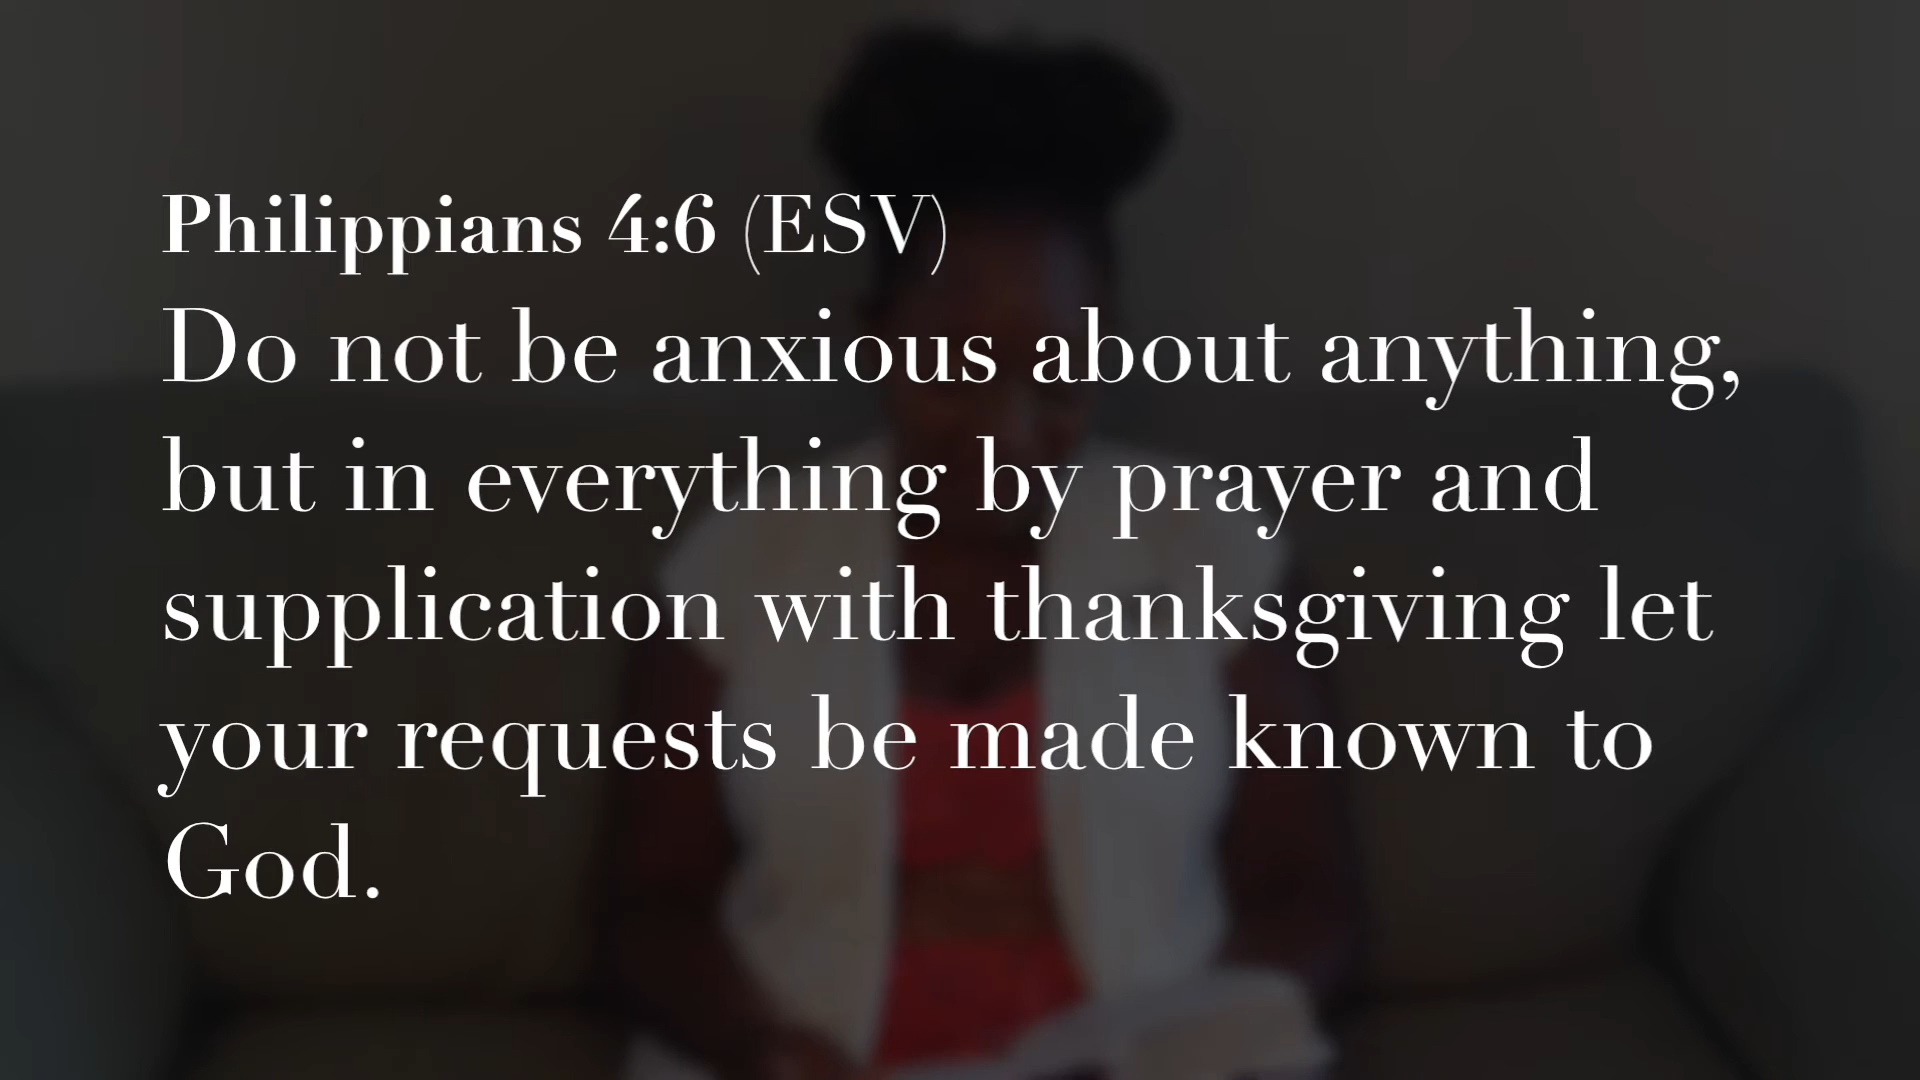 Philippians 4:6 (ESV)
Do not be anxious about anything,
but in everything by prayer and
supplication with thanksgiving let
your requests be made known to
God.